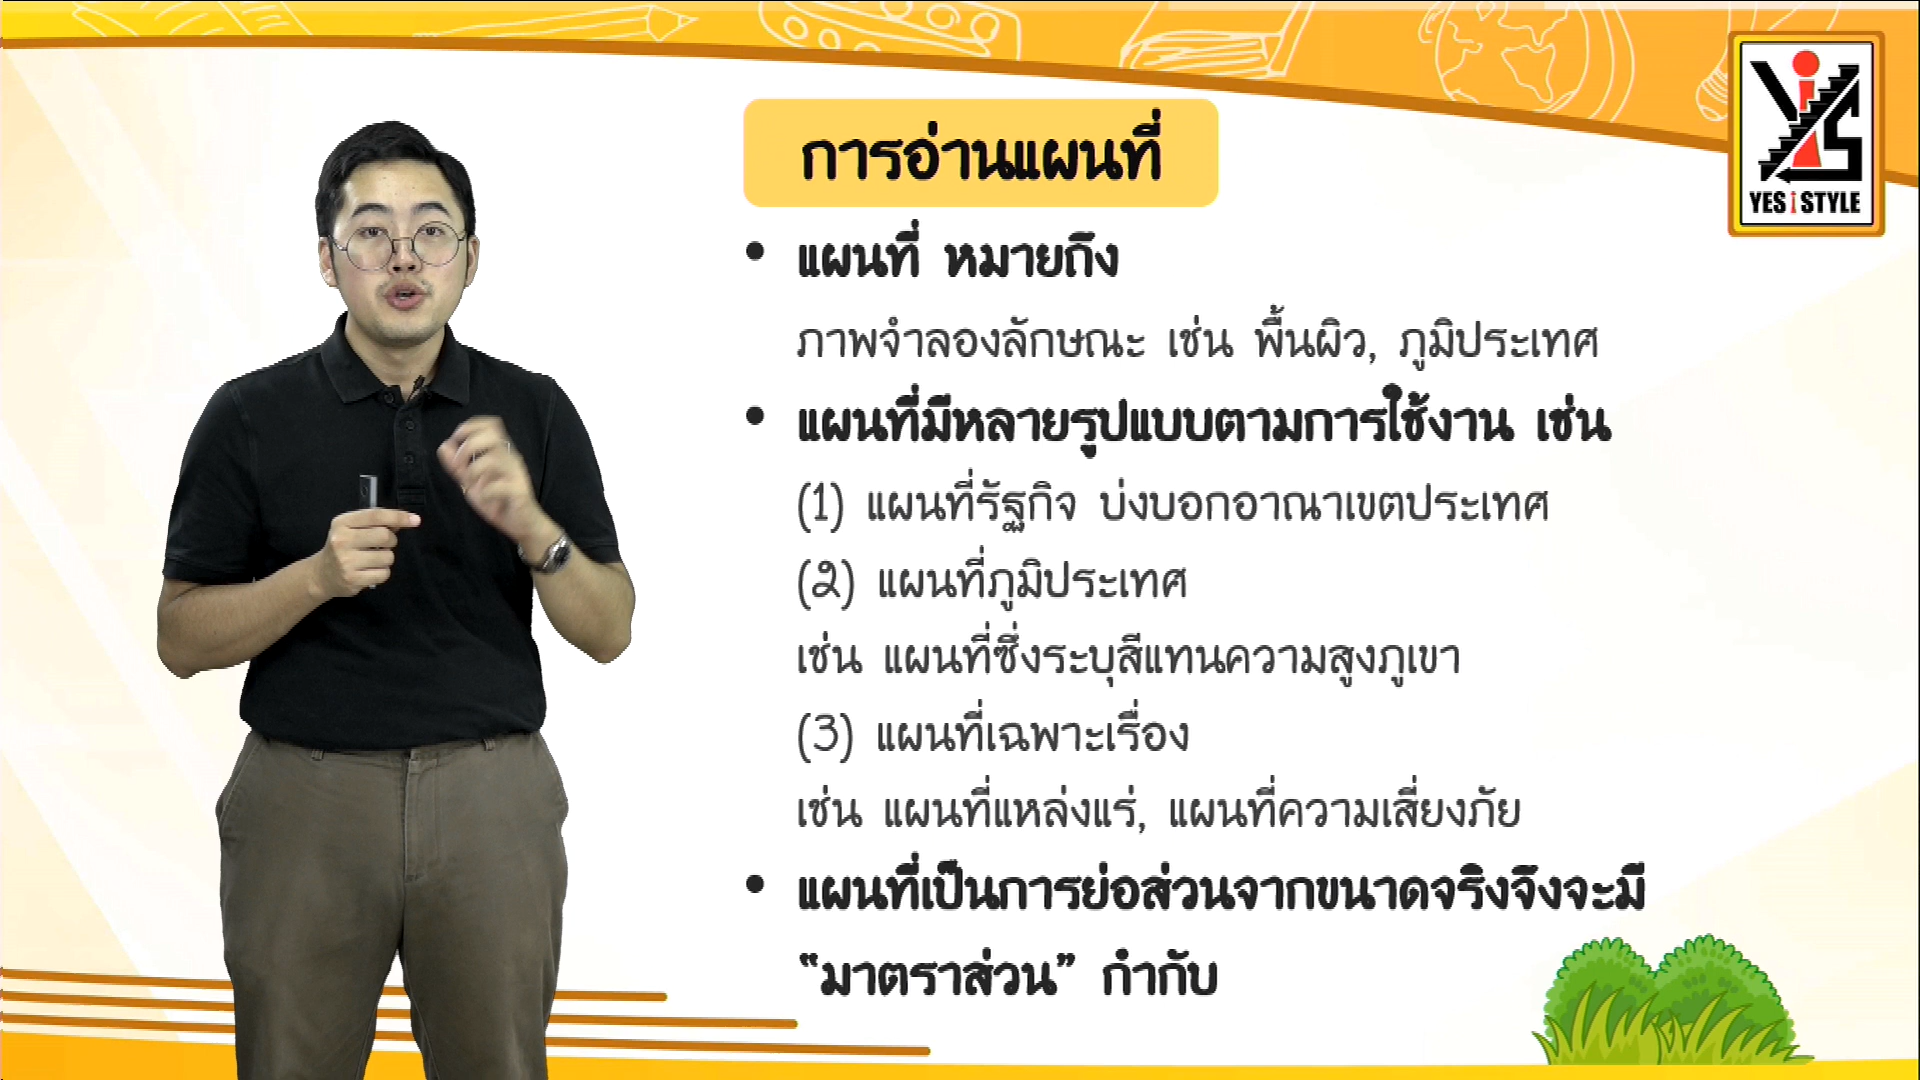 การอ่านแผนที่
YES i STYLE
• แผนที่ หมายถึง
ภาพจำลองลักษณะ เช่น พื้นผิว, ภูมิประเทศ
• แผนที่มีหลายรูปแบบตามการใช้งาน เช่น
(1) แผนที่รัฐกิจ บ่งบอกอาณาเขตประเทศ
(2) แผนที่ภูมิประเทศ
เช่น แผนที่ซึ่งระบุสีแทนความสูงภูเขา
(3) แผนที่เฉพาะเรื่อง
เช่น แผนที่แหล่งแร่, แผนที่ความเสี่ยงภัย
• แผนที่เป็นการย่อส่วนจากขนาดจริงจึงจะมี
“มาตราส่วน” กำกับ